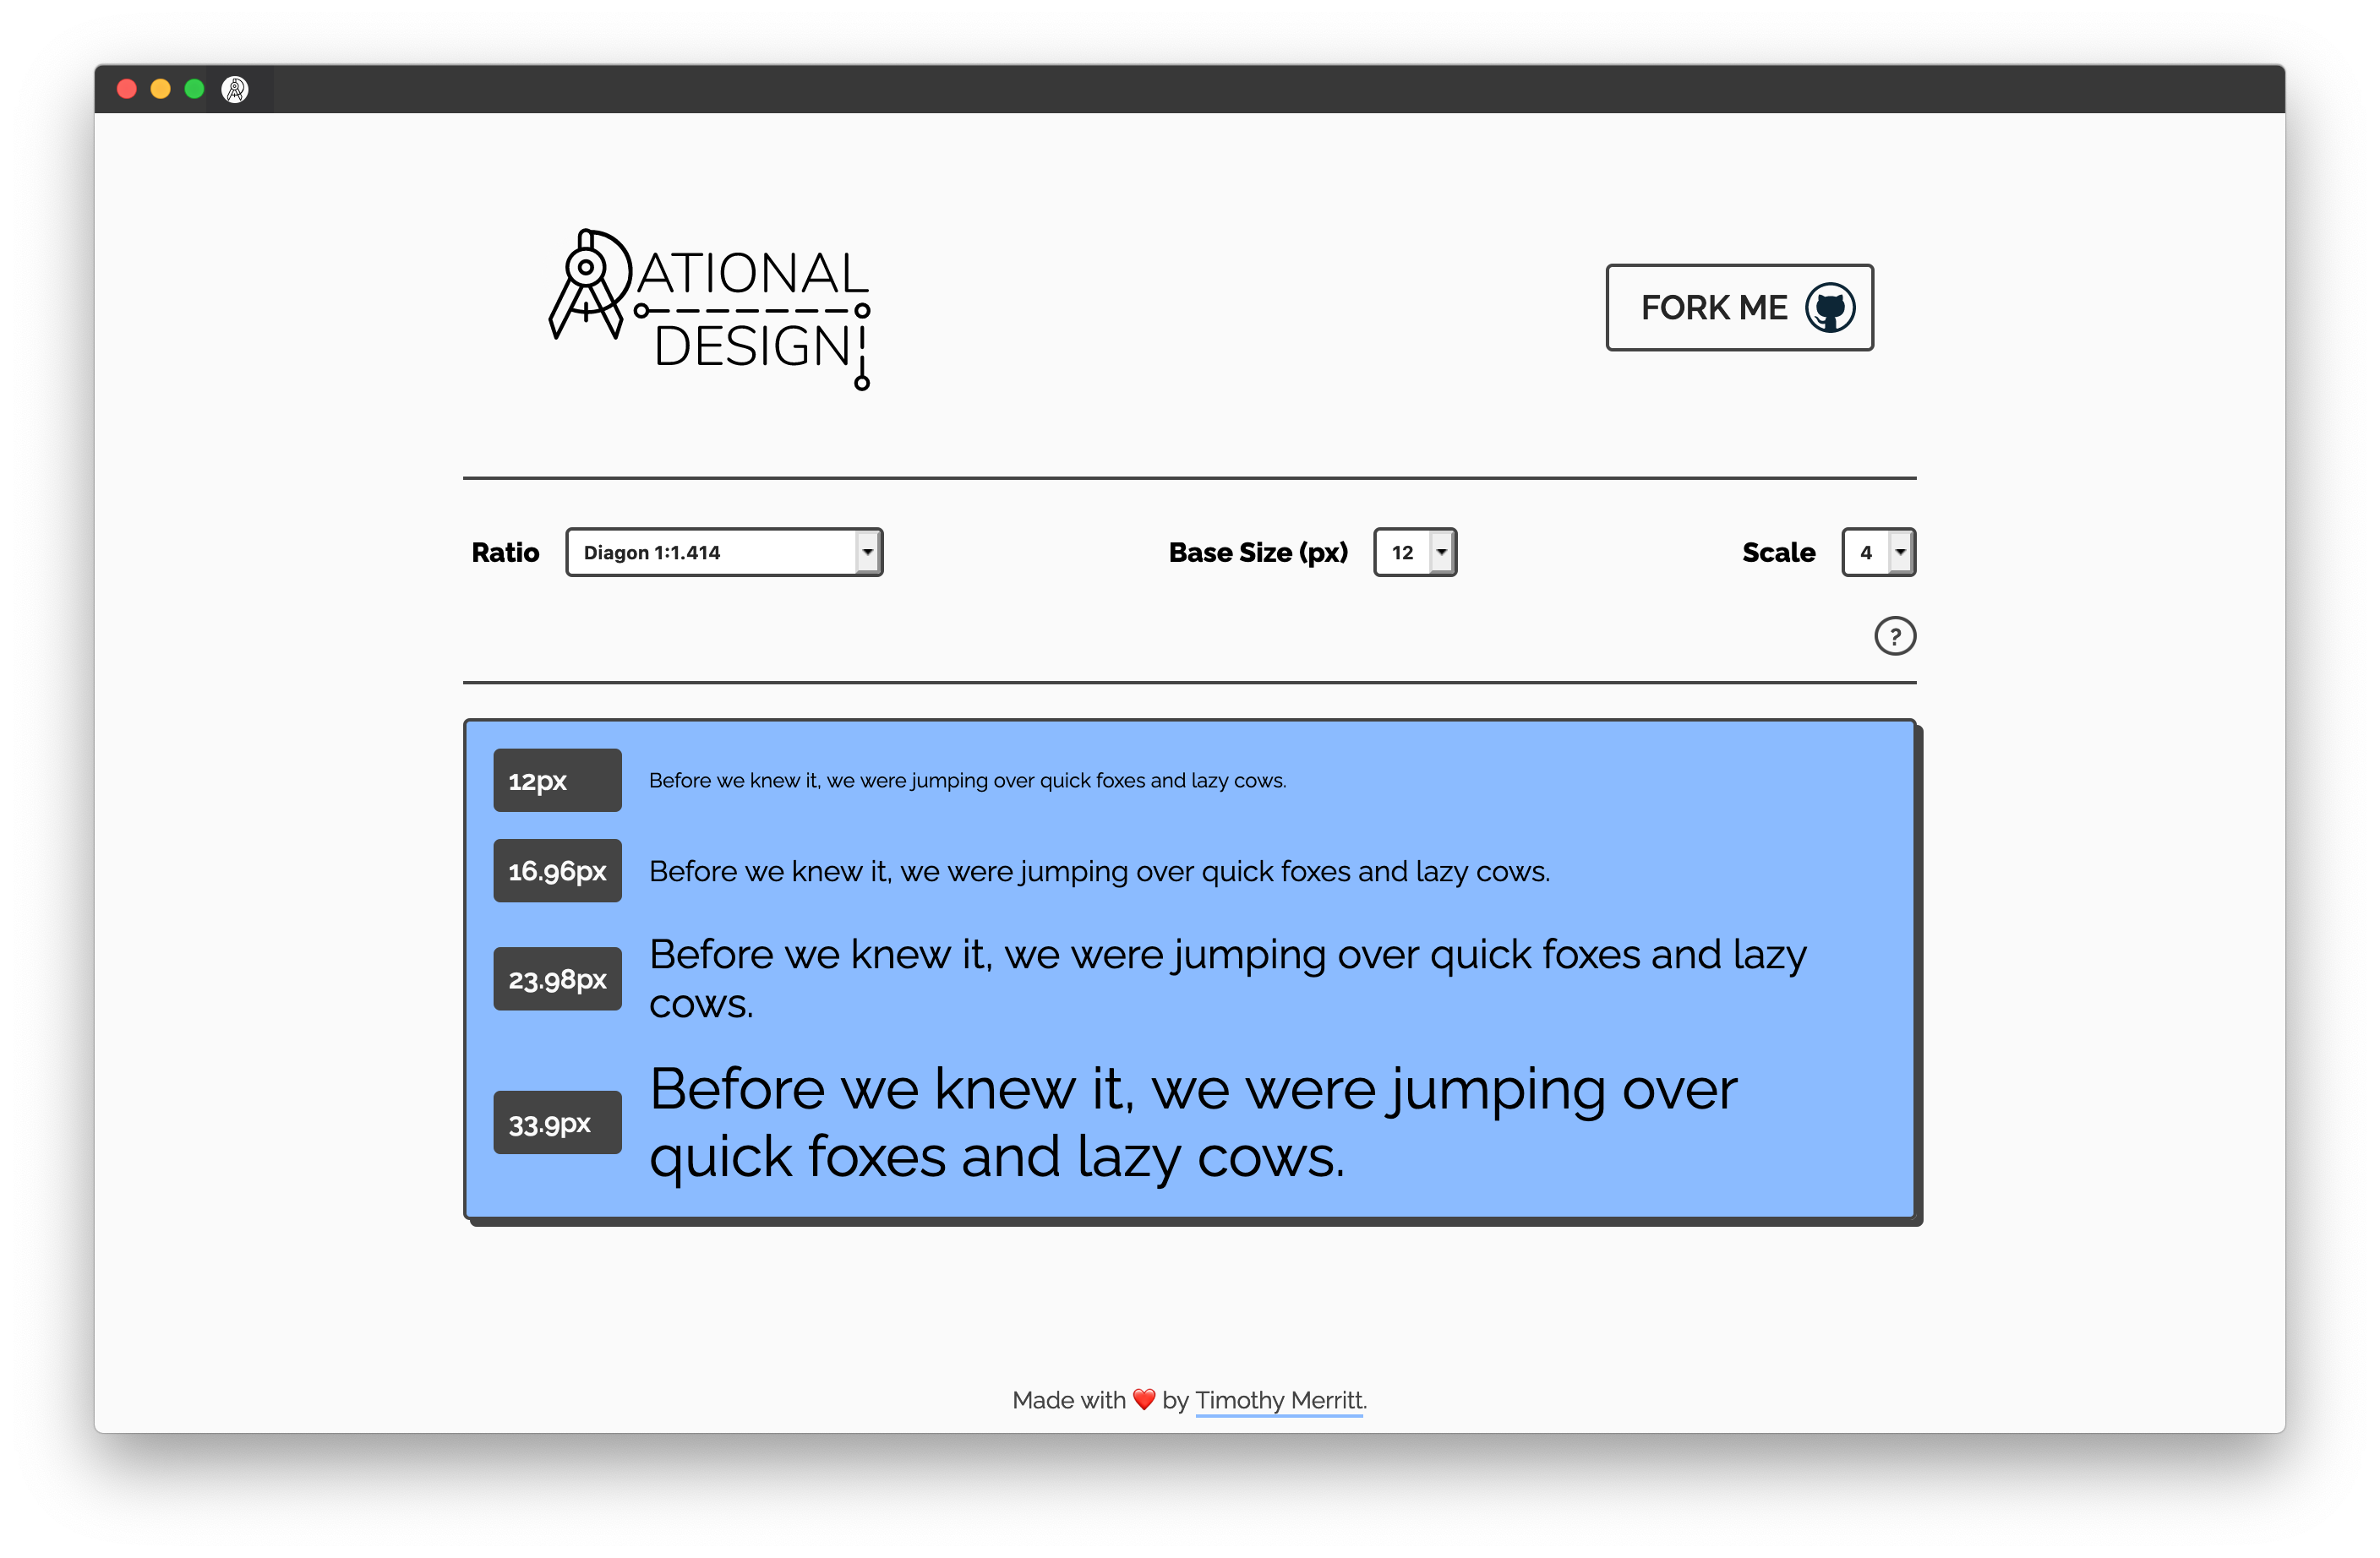 RATIONAL
DESIGN
FORK ME
Ratio Diagon 1:1.414 Base Size (px) 12 Scale 4
?
12px Before we knew it, we were jumping over quick foxes and lazy cows.
16.96px Before we knew it, we were jumping over quick foxes and lazy cows.
23.98px Before we knew it, we were jumping over quick foxes and lazy
cows.
33.9px Before we knew it, we were jumping over
quick foxes and lazy cows.
Made with ❤️ by Timothy Merritt.